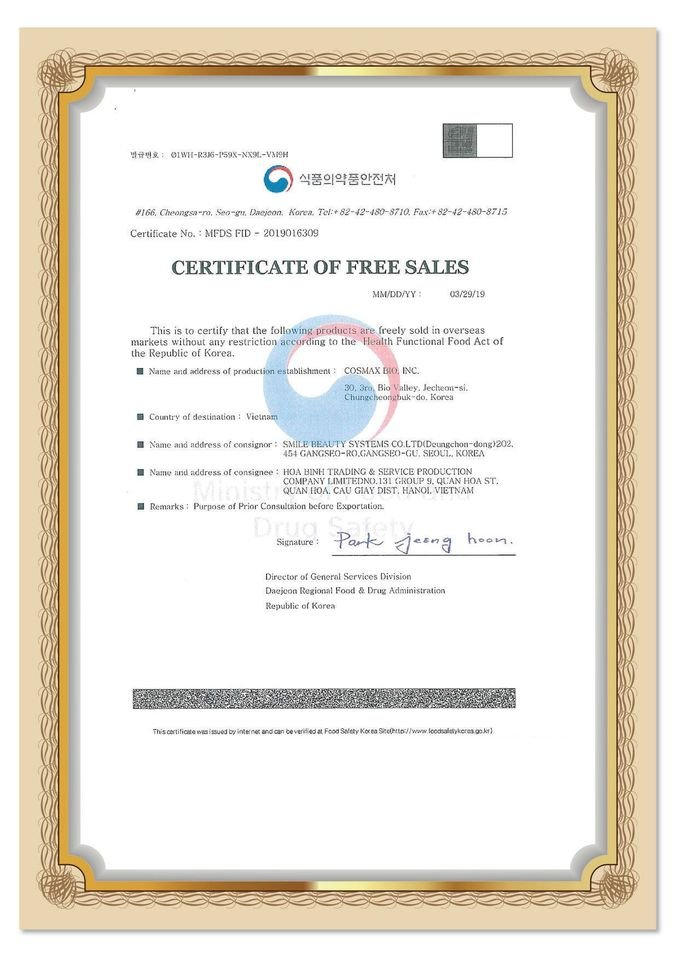 발급번호 : 01WH-R3J6-P59X-NX9L-VM9H
식품의약품안전처
#166, Cheongsa-ro, Seo-gu, Daejeon, Korea, Tel:+82-42-480-8710, Fax:+82-42-480-8715
Certificate No. : MFDS FID - 2019016309
CERTIFICATE OF FREE SALES
MM/DD/YY : 03/29/19
This is to certify that the following products are freely sold in overseas
markets without any restriction according to the Health Functional Food Act of
the Republic of Korea.
■ Name and address of production establishment : COSMAX BIO, INC.
30, 3ro, Bio Valley, Jecheon-si,
Chungcheongbuk-do, Korea
■ Country of destination : Vietnam
■ Name and address of consignor : SMILE BEAUTY SYSTEMS CO.LTD(Deungchon-dong)202,
454 GANGSEO-RO,GANGSEO-GU, SEOUL, KOREA
■ Name and address of consignee : HOA BINH TRADING & SERVICE PRODUCTION
COMPANY LIMITEDNO.131 GROUP 9, QUAN HOA ST.
QUAN HOA, CAU GIAY DIST, HANOI, VIETNAM
Ministry of Food and
■ Remarks : Purpose of Prior Consultaion before Exportation.
Drug Safety
Signature : Park jeong hoon.
Director of General Services Division
Daejeon Regional Food & Drug Administration
Republic of Korea
This certificate was issued by internet and can be verified at Food Safety Korea Site(http://www.foodsafetykorea.go.kr)